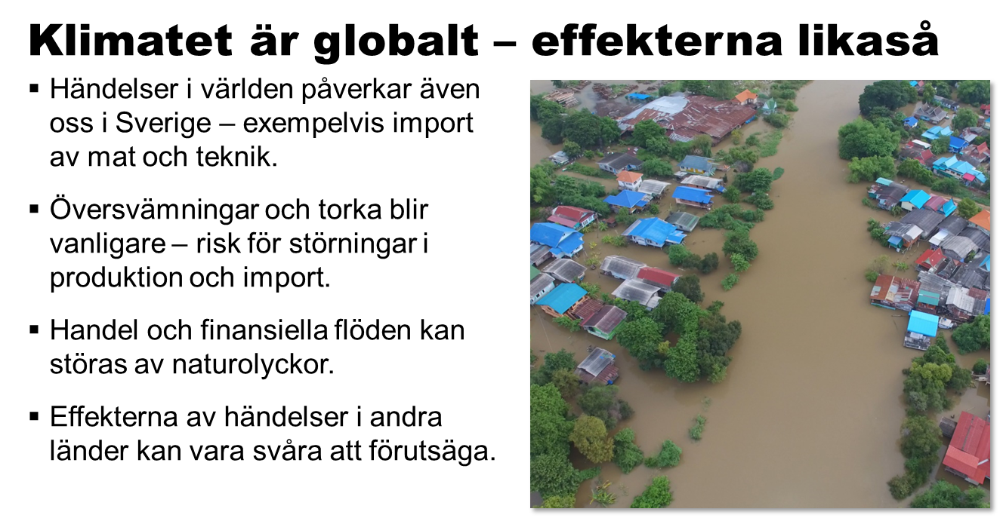 Klimatet är globalt – effekterna likaså
▪ Händelser i världen påverkar även
oss i Sverige – exempelvis import
av mat och teknik.
▪ Översvämningar och torka blir
vanligare – risk för störningar i
produktion och import.
▪ Handel och finansiella flöden kan
störas av naturolyckor.
▪ Effekterna av händelser i andra
länder kan vara svåra att förutsäga.